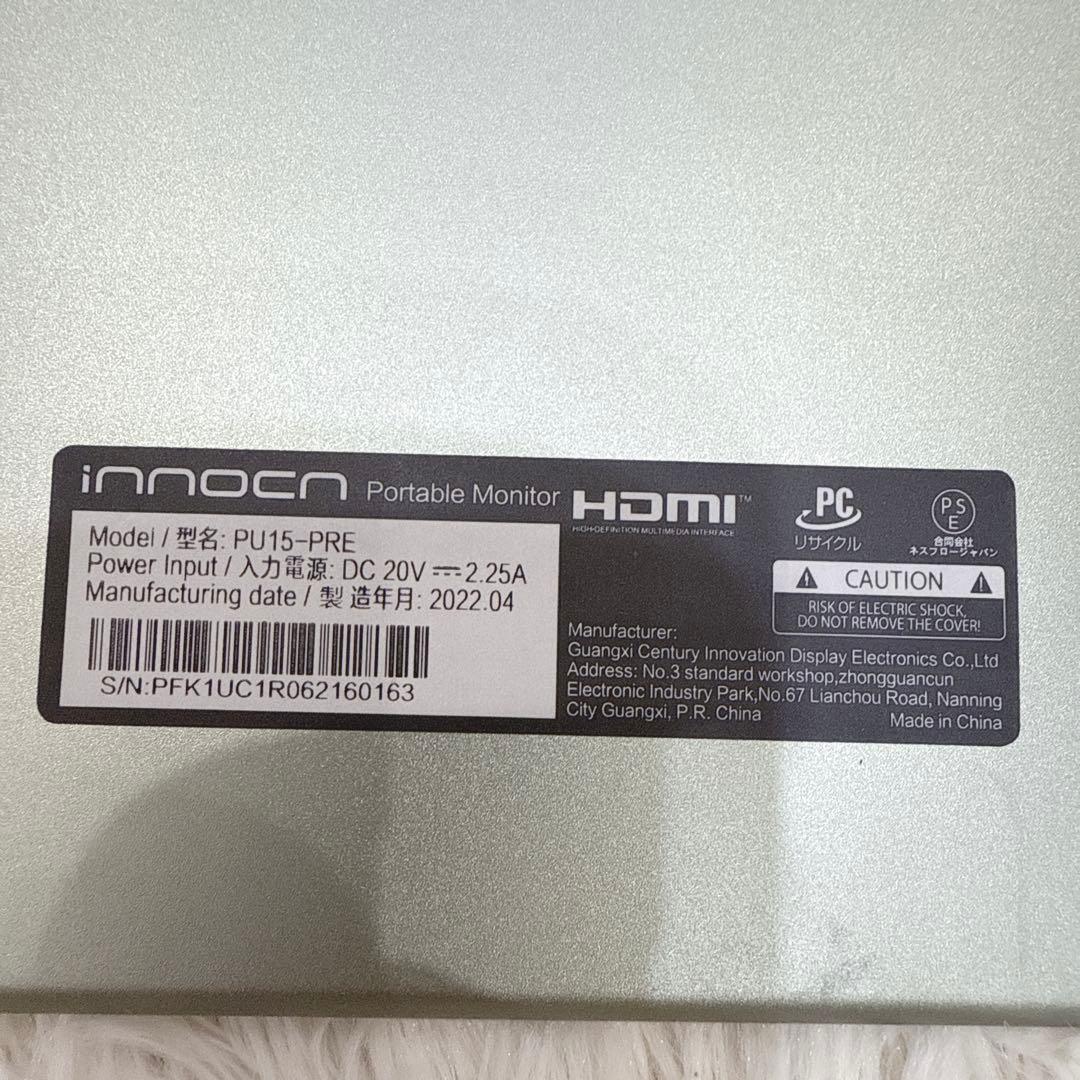 innocn Portable Monitor HDMI™
HIGH-DEFINITION MULTIMEDIA INTERFACE
PC
リサイクル
PS
E
合同会社
ネスフロージャパン
Model / 型名: PU15-PRE
Power Input / 入力電源: DC 20V⎓2.25A
Manufacturing date / 製 造年月: 2022.04
S/N:PFK1UC1R062160163
CAUTION
RISK OF ELECTRIC SHOCK,
DO NOT REMOVE THE COVER!
Manufacturer:
Guangxi Century Innovation Display Electronics Co.,Ltd
Address: No.3 standard workshop,zhongguancun
Electronic Industry Park,No.67 Lianchou Road, Nanning
City Guangxi, P.R. China
Made in China